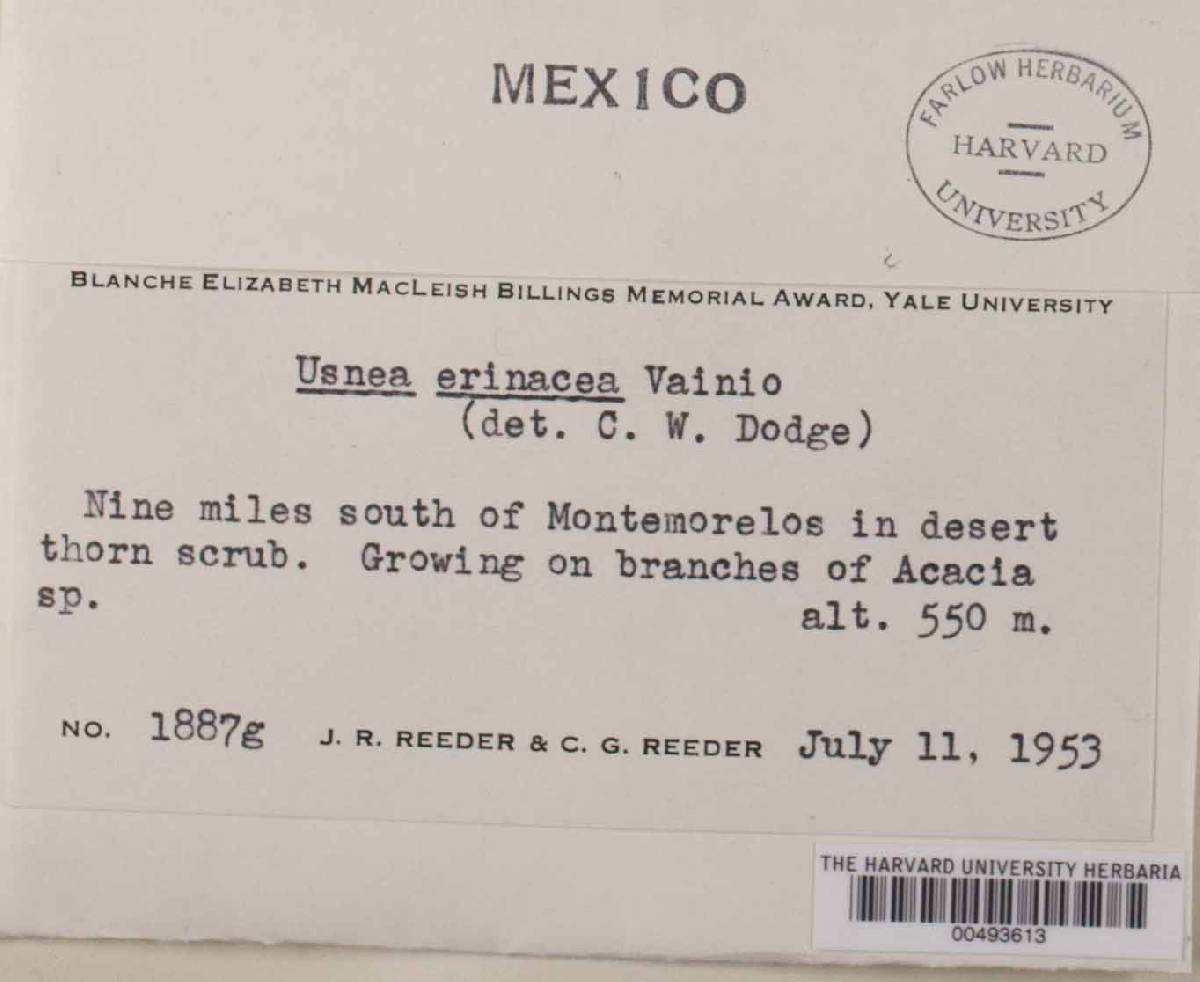 MEXICO
FARLOW HERBARIUM
HARVARD
UNIVERSITY
BLANCHE ELIZABETH MACLEISH BILLINGS MEMORIAL AWARD, YALE UNIVERSITY
Usnea erinacea Vainio
(det. C. W. Dodge)
Nine miles south of Montemorelos in desert
thorn scrub. Growing on branches of Acacia
sp. alt. 550 m.
NO. 1887g J. R. REEDER & C. G. REEDER July 11, 1953
THE HARVARD UNIVERSITY HERBARIA
00493613